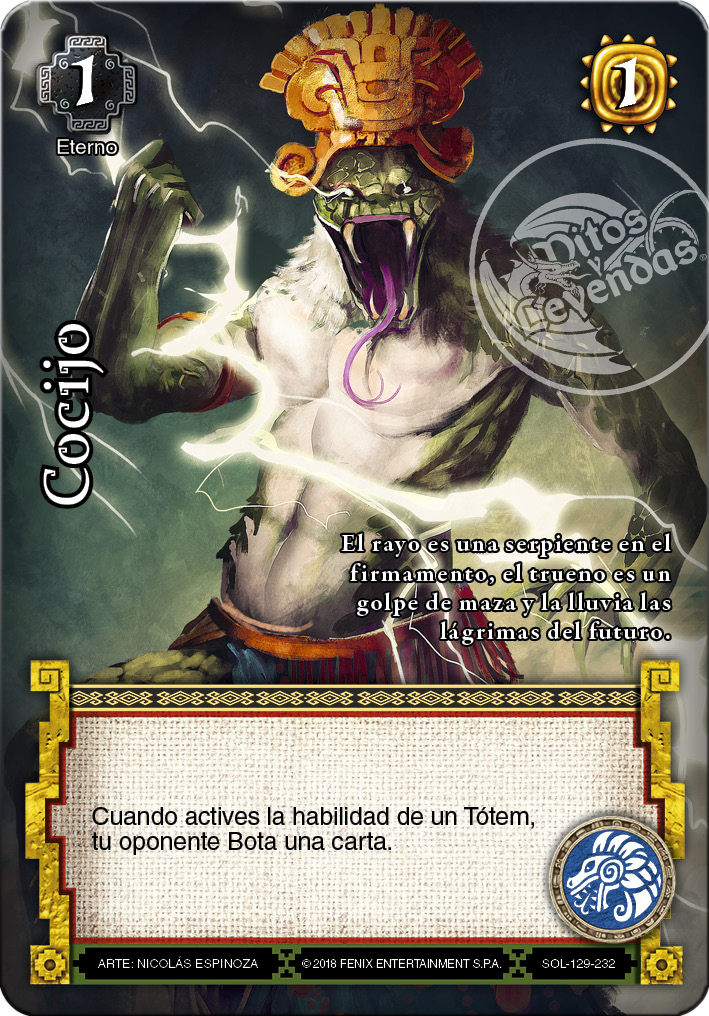 1
1
Eterno
Mitos
y
Leyendas
Cocijo
El rayo es una serpiente en el
firmamento, el trueno es un
golpe de maza y la lluvia las
lágrimas del futuro.
Cuando actives la habilidad de un Tótem,
tu oponente Bota una carta.
ARTE: NICOLÁS ESPINOZA
©2018 FENIX ENTERTAINMENT S.P.A.
SOL-129-232